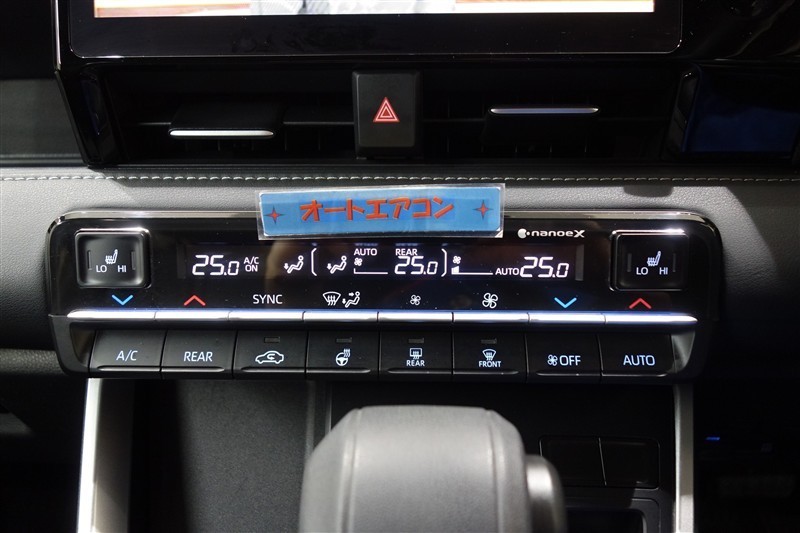 オートエアコン
nanoeX
LO HI
25.0 A/C ON
AUTO REAR 25.0
AUTO 25.0
LO HI
SYNC
A/C REAR REAR FRONT OFF AUTO